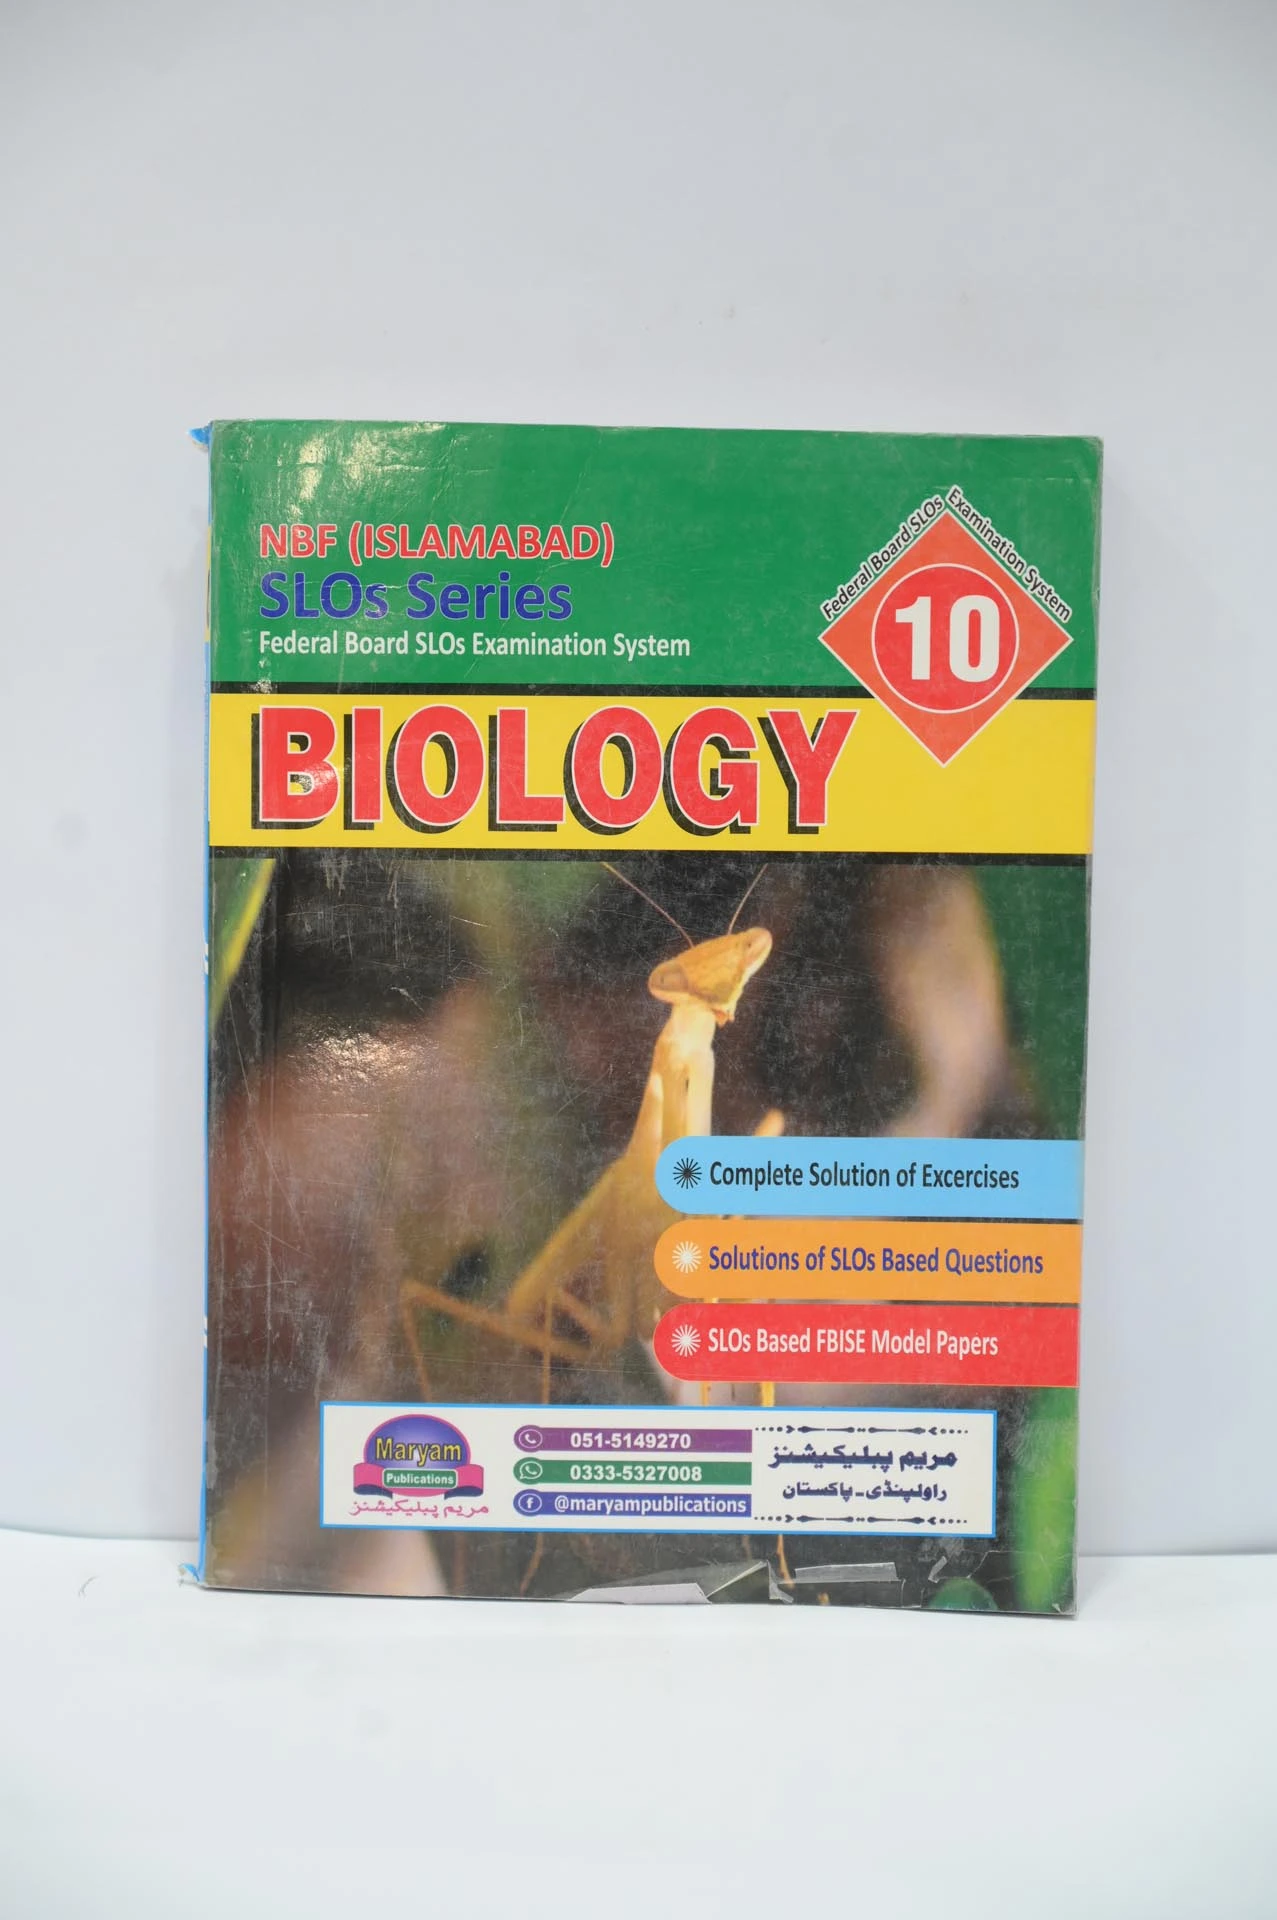 NBF (ISLAMABAD)
SLOs Series
Federal Board SLOs Examination System
Federal Board SLOs Examination System
10
BIOLOGY
Complete Solution of Excercises
Solutions of SLOs Based Questions
SLOs Based FBISE Model Papers
Maryam
Publications
مریم پبلیکیشنز
051-5149270
0333-5327008
@maryampublications
مریم پبلیکیشنز
راولپنڈی۔پاکستان